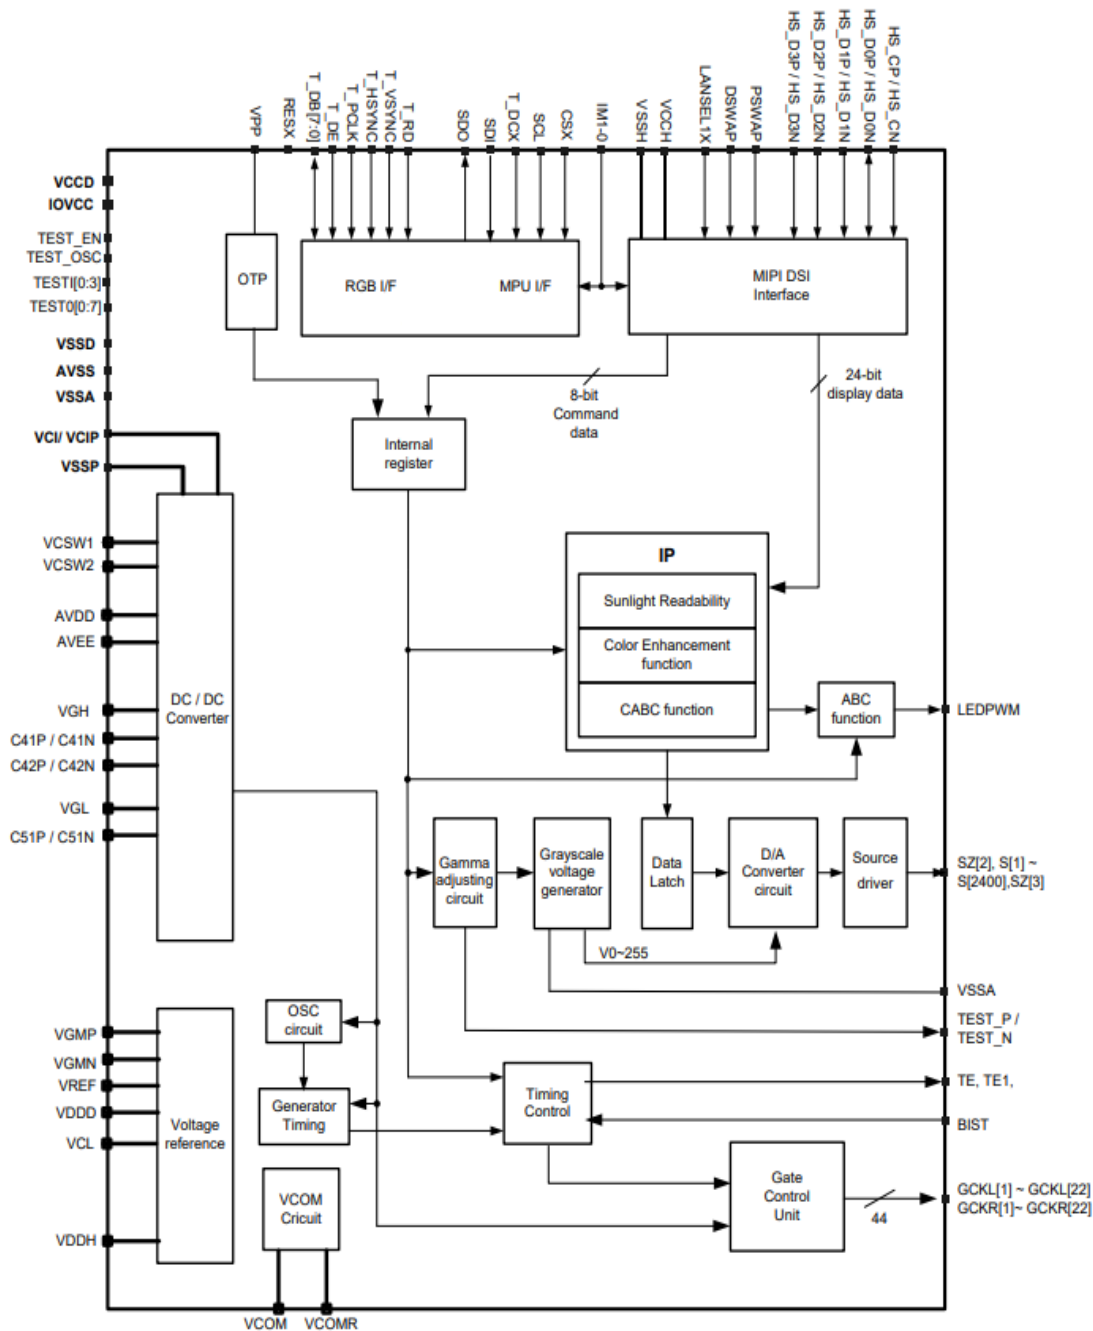 VPP
RESX
T_DB[7:0]
T_DE
T_PCLK
T_HSYNC
T_VSYNC
T_RD
SDO
SDI
T_DCX
SCL
CSX
IM1-0
VSSH
VCCH
LANSEL1X
DSWAP
PSWAP
HS_D3P / HS_D3N
HS_D2P / HS_D2N
HS_D1P / HS_D1N
HS_D0P / HS_D0N
HS_CP / HS_CN
VCCD
IOVCC
TEST_EN
TEST_OSC
TESTI[0:3]
TEST0[0:7]
VSSD
AVSS
VSSA
VCI/ VCIP
VSSP
VCSW1
VCSW2
AVDD
AVEE
VGH
C41P / C41N
C42P / C42N
VGL
C51P / C51N
VGMP
VGMN
VREF
VDDD
VCL
VDDH
OTP
RGB I/F
MPU I/F
MIPI DSI
Interface
8-bit
Command
data
24-bit
display data
Internal
register
IP
Sunlight Readability
Color Enhancement
function
CABC function
ABC
function
LEDPWM
DC / DC
Converter
Gamma
adjusting
circuit
Grayscale
voltage
generator
Data
Latch
D/A
Converter
circuit
Source
driver
SZ[2], S[1] ~
S[2400],SZ[3]
V0~255
VSSA
TEST_P /
TEST_N
OSC
circuit
Generator
Timing
Timing
Control
TE, TE1,
BIST
Voltage
reference
VCOM
Cricuit
Gate
Control
Unit
44
GCKL[1] ~ GCKL[22]
GCKR[1]~ GCKR[22]
VCOM
VCOMR